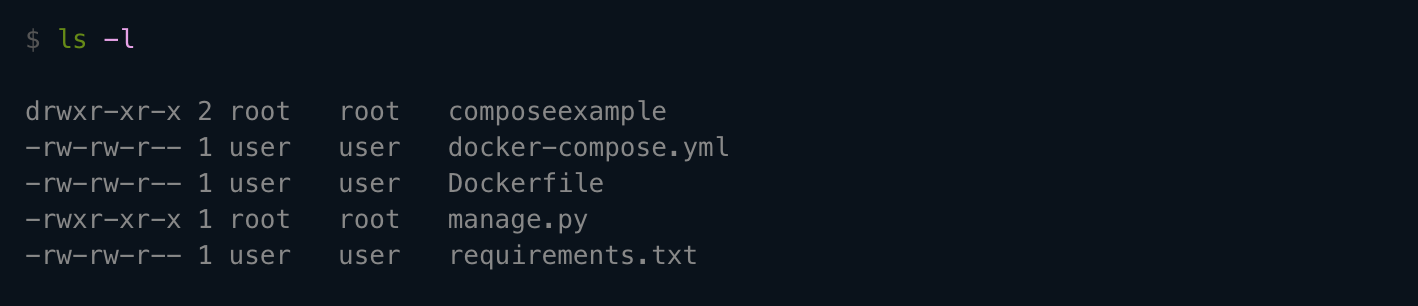 $ ls -l
drwxr-xr-x 2 root   root   composeexample
-rw-rw-r-- 1 user   user   docker-compose.yml
-rw-rw-r-- 1 user   user   Dockerfile
-rwxr-xr-x 1 root   root   manage.py
-rw-rw-r-- 1 user   user   requirements.txt